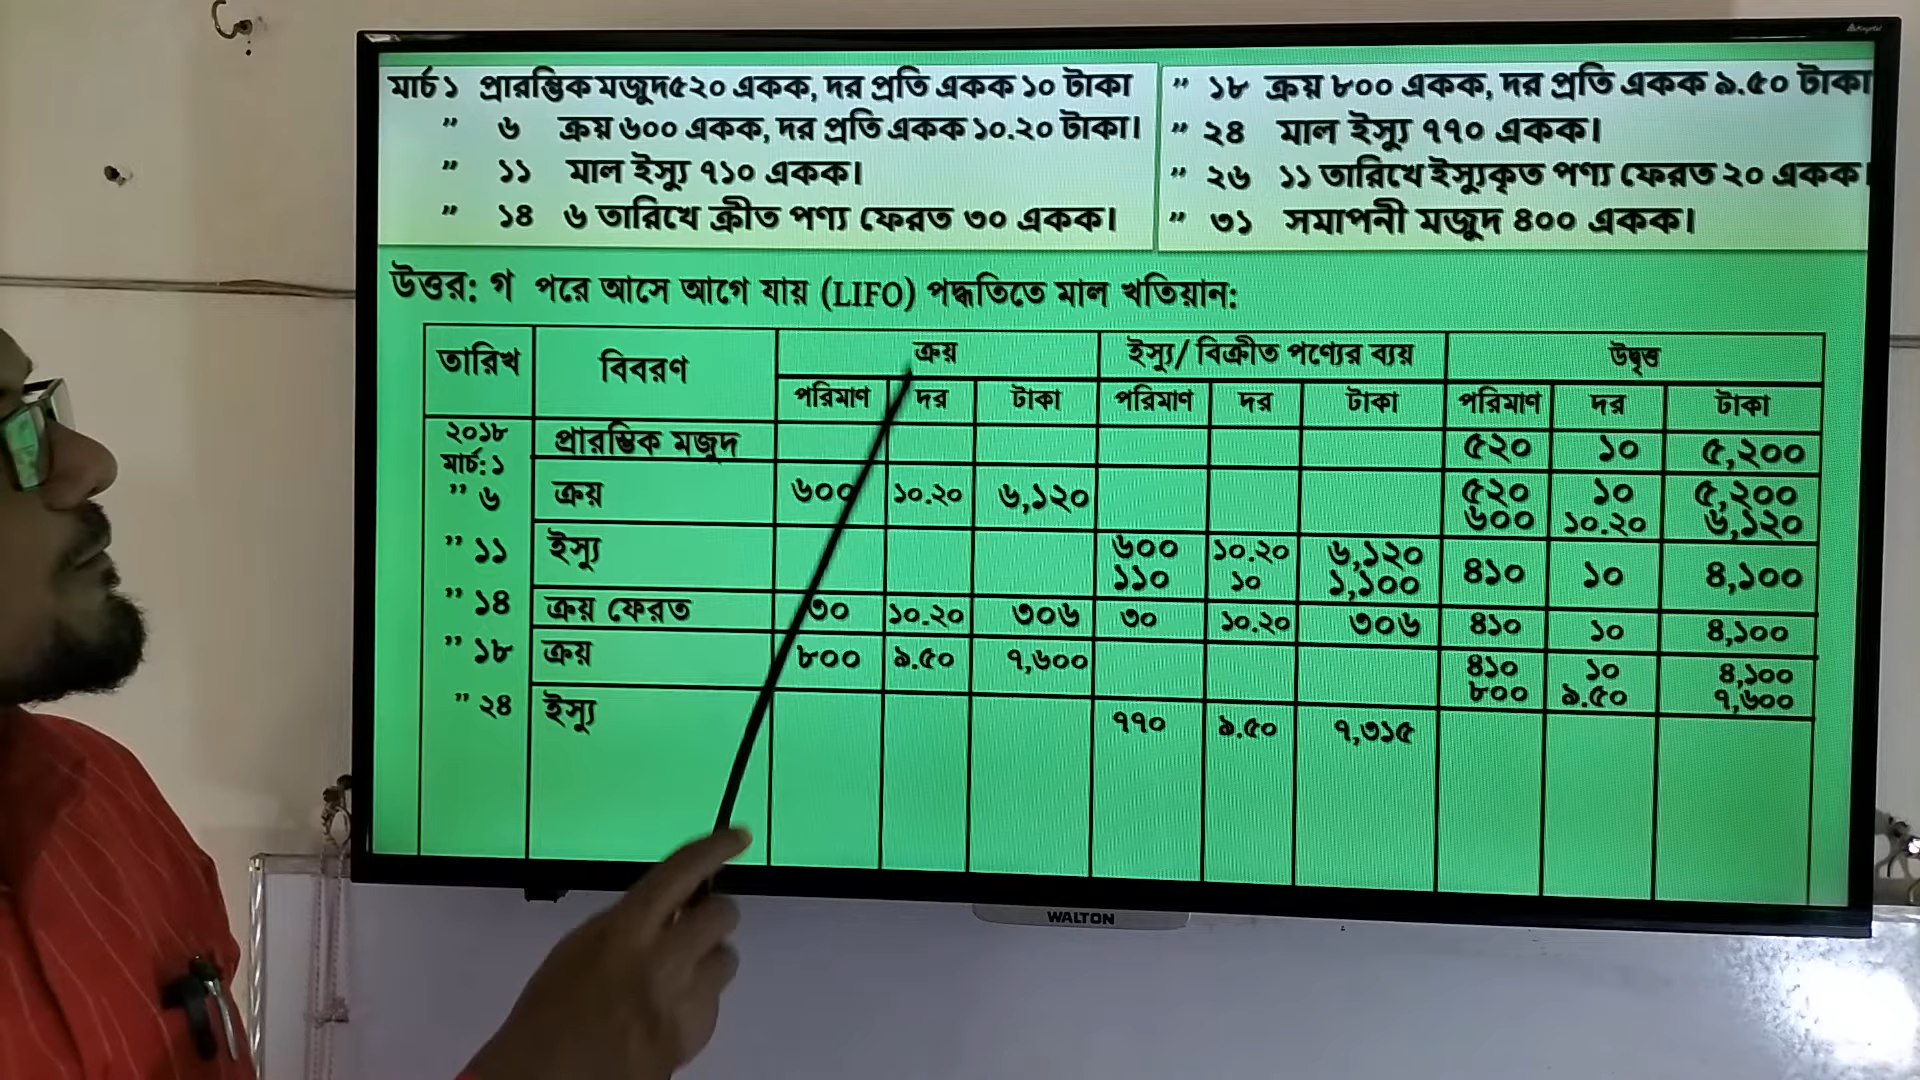 মার্চ ১ প্রারম্ভিক মজুদ৫২০ একক, দর প্রতি একক ১০ টাকা
" ৬ ক্রয় ৬০০ একক, দর প্রতি একক ১০.২০ টাকা।
" ১১ মাল ইস্যু ৭১০ একক।
" ১৪ ৬ তারিখে ক্রীত পণ্য ফেরত ৩০ একক।
" ১৮ ক্রয় ৮০০ একক, দর প্রতি একক ৯.৫০ টাকা
" ২৪ মাল ইস্যু ৭৭০ একক।
" ২৬ ১১ তারিখে ইস্যুকৃত পণ্য ফেরত ২০ একক।
" ৩১ সমাপনী মজুদ ৪০০ একক।
উত্তর: গ পরে আসে আগে যায় (LIFO) পদ্ধতিতে মাল খতিয়ান:
তারিখ বিবরণ ক্রয় ইস্যু/ বিক্রীত পণ্যের ব্যয় উদ্বৃত্ত
পরিমাণ দর টাকা পরিমাণ দর টাকা পরিমাণ দর টাকা
২০১৮
মার্চ: ১ প্রারম্ভিক মজুদ ৫২০ ১০ ৫,২০০
" ৬ ক্রয় ৬০০ ১০.২০ ৬,১২০ ৫২০ ১০ ৫,২০০
৬০০ ১০.২০ ৬,১২০
" ১১ ইস্যু ৬০০ ১০.২০ ৬,১২০ ৪১০ ১০ ৪,১০০
১১০ ১০ ১,১০০
" ১৪ ক্রয় ফেরত ৩০ ১০.২০ ৩০৬ ৩০ ১০.২০ ৩০৬ ৪১০ ১০ ৪,১০০
" ১৮ ক্রয় ৮০০ ৯.৫০ ৭,৬০০ ৪১০ ১০ ৪,১০০
৮০০ ৯.৫০ ৭,৬০০
" ২৪ ইস্যু ৭৭০ ৯.৫০ ৭,৩১৫
WALTON